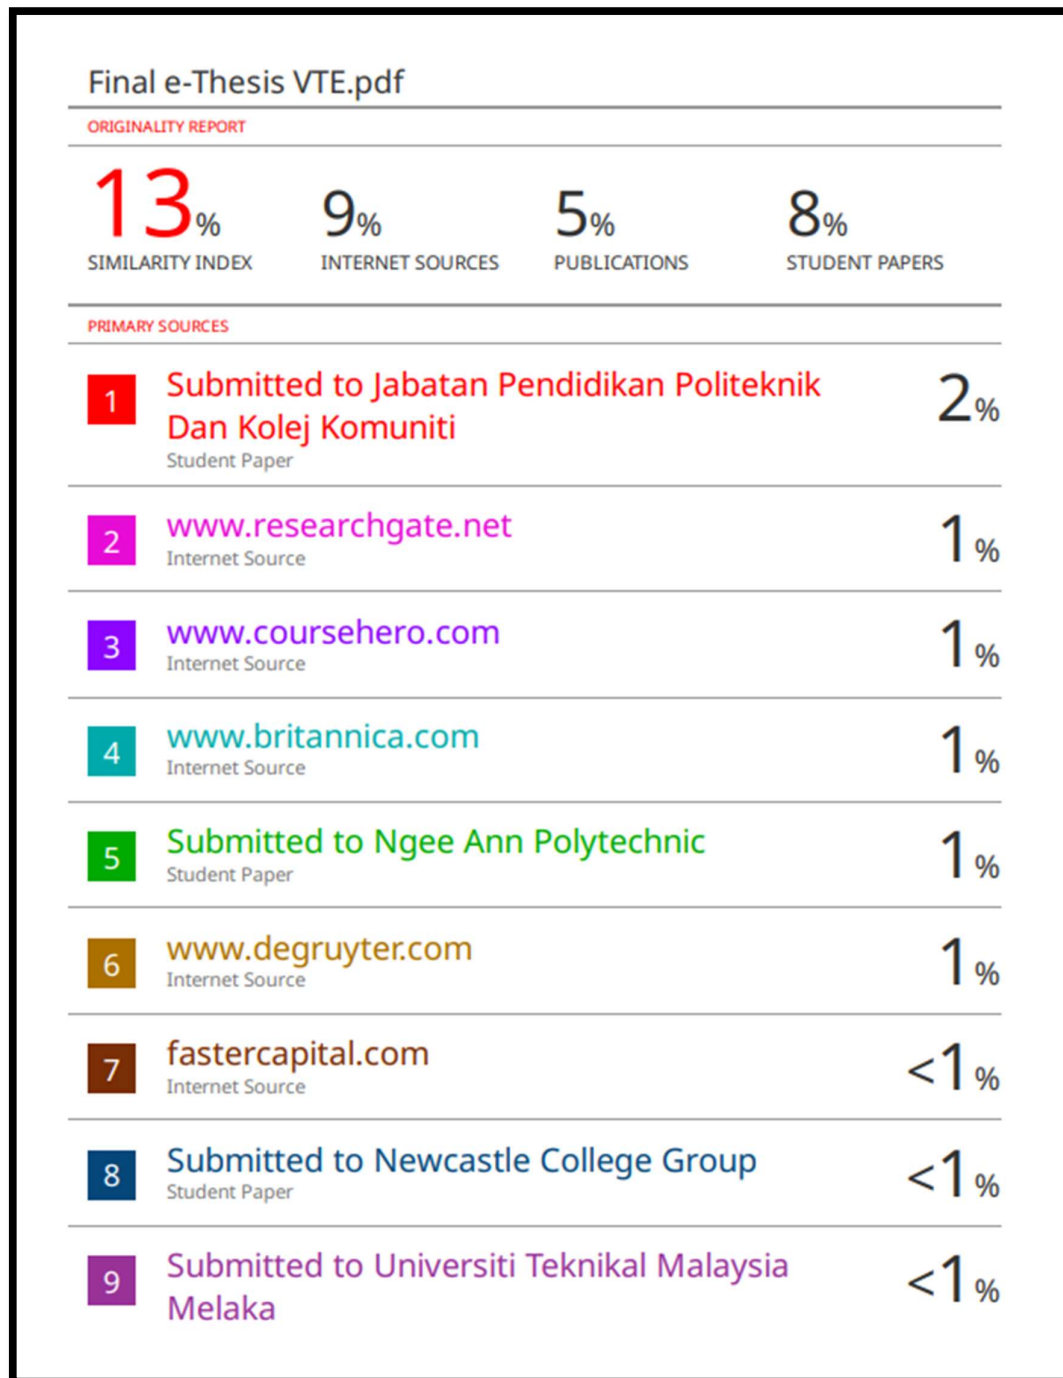 Final e-Thesis VTE.pdf
ORIGINALITY REPORT
13% 9% 5% 8%
SIMILARITY INDEX INTERNET SOURCES PUBLICATIONS STUDENT PAPERS
PRIMARY SOURCES
1 Submitted to Jabatan Pendidikan Politeknik 2%
Dan Kolej Komuniti
Student Paper
2 www.researchgate.net 1%
Internet Source
3 www.coursehero.com 1%
Internet Source
4 www.britannica.com 1%
Internet Source
5 Submitted to Ngee Ann Polytechnic 1%
Student Paper
6 www.degruyter.com 1%
Internet Source
7 fastercapital.com <1%
Internet Source
8 Submitted to Newcastle College Group <1%
Student Paper
9 Submitted to Universiti Teknikal Malaysia <1%
Melaka